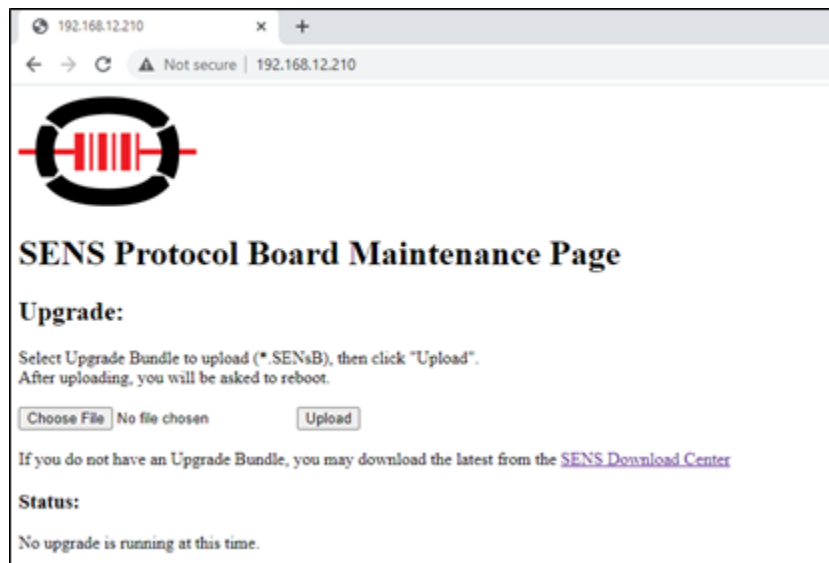 192.168.12.210
Not secure | 192.168.12.210
SENS Protocol Board Maintenance Page
Upgrade:
Select Upgrade Bundle to upload (*.SENsB), then click "Upload".
After uploading, you will be asked to reboot.
Choose File No file chosen Upload
If you do not have an Upgrade Bundle, you may download the latest from the SENS Download Center
Status:
No upgrade is running at this time.